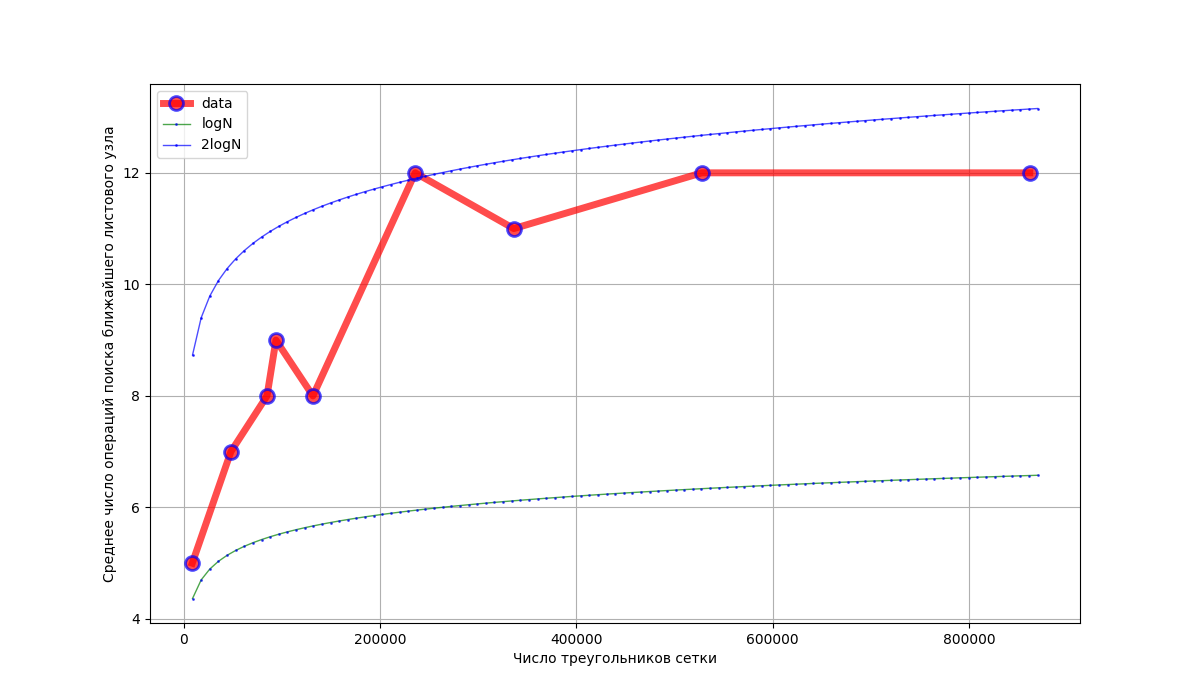 data
logN
2logN
Среднее число операций поиска ближайшего листового узла
12
10
8
6
4
0
200000
400000
600000
800000
Число треугольников сетки